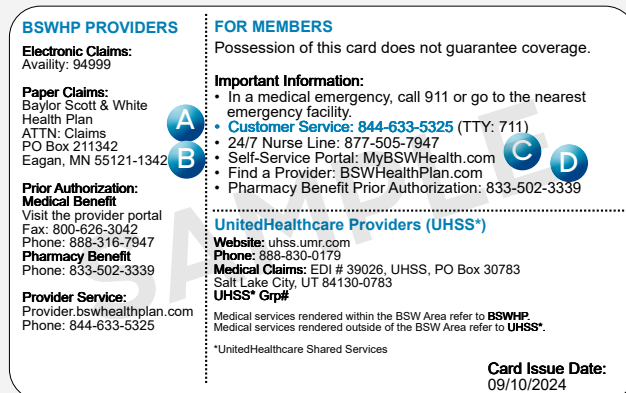 BSWHP PROVIDERS
Electronic Claims:
Availity: 94999
Paper Claims:
Baylor Scott & White
Health Plan
ATTN: Claims
PO Box 211342
Eagan, MN 55121-1342
A
B
Prior Authorization:
Medical Benefit
Visit the provider portal
Fax: 800-626-3042
Phone: 888-316-7947
Pharmacy Benefit
Phone: 833-502-3339
Provider Service:
Provider.bswhealthplan.com
Phone: 844-633-5325
FOR MEMBERS
Possession of this card does not guarantee coverage.
Important Information:
• In a medical emergency, call 911 or go to the nearest
emergency facility.
• Customer Service: 844-633-5325 (TTY: 711)
• 24/7 Nurse Line: 877-505-7947
• Self-Service Portal: MyBSWHealth.com
• Find a Provider: BSWHealthPlan.com
• Pharmacy Benefit Prior Authorization: 833-502-3339
C
D
UnitedHealthcare Providers (UHSS*)
Website: uhss.umr.com
Phone: 888-830-0179
Medical Claims: EDI # 39026, UHSS, PO Box 30783
Salt Lake City, UT 84130-0783
UHSS* Grp#
Medical services rendered within the BSW Area refer to BSWHP.
Medical services rendered outside of the BSW Area refer to UHSS*.
*UnitedHealthcare Shared Services
Card Issue Date:
09/10/2024
SAMPLE